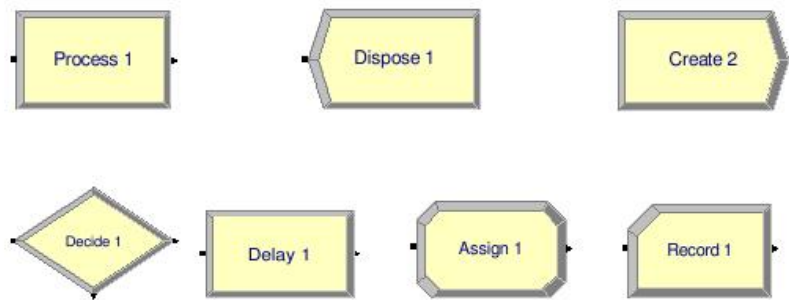 Process 1
Dispose 1
Create 2
Decide 1
Delay 1
Assign 1
Record 1